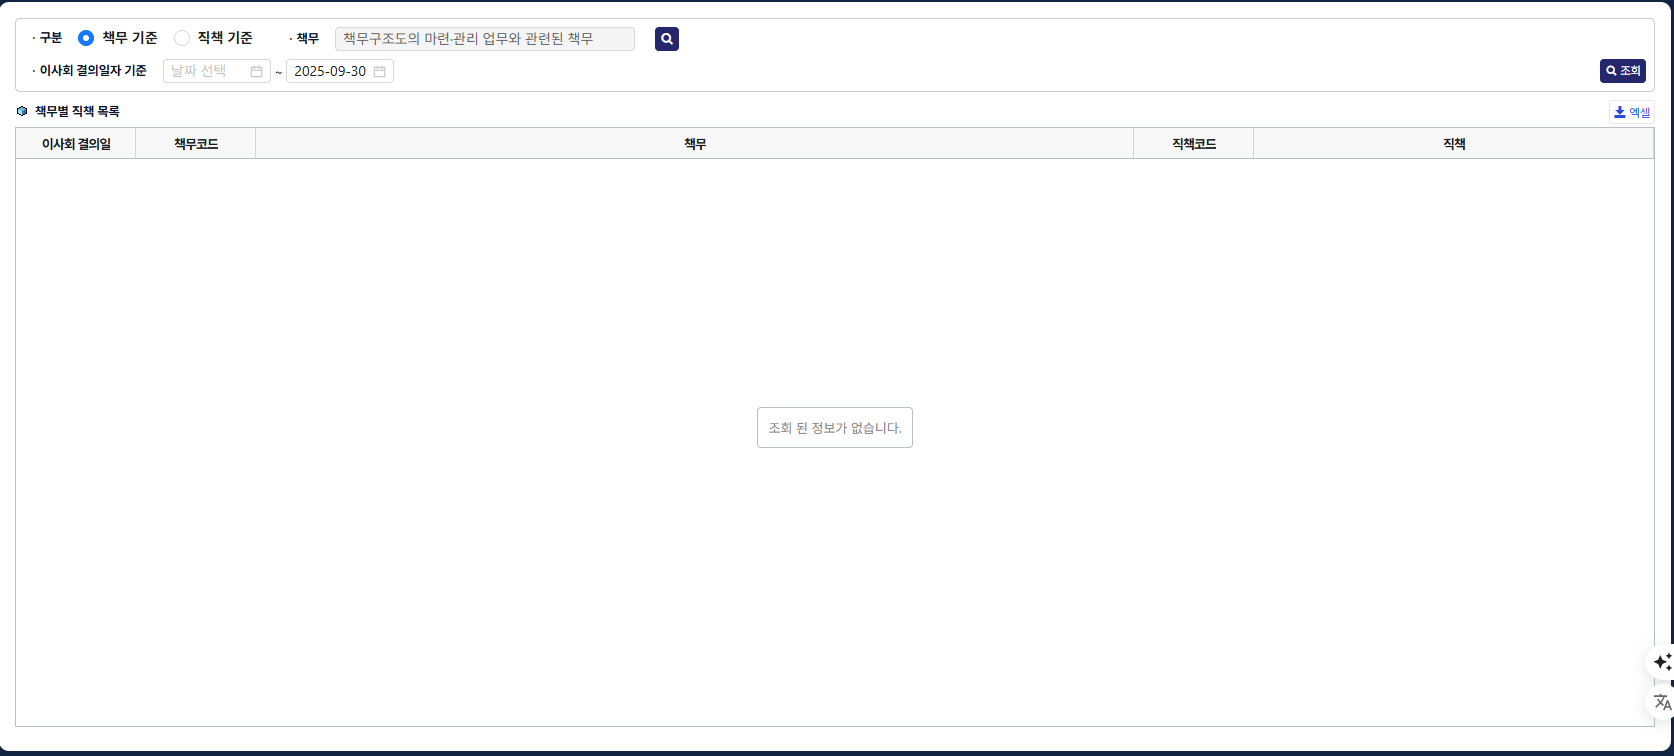 · 구분 책무 기준 직책 기준 · 책무 책무구조도의 마련·관리 업무와 관련된 책무
· 이사회 결의일자 기준 날짜 선택 ~ 2025-09-30 조회
책무별 직책 목록 엑셀
이사회 결의일 책무코드 책무 직책코드 직책
조회 된 정보가 없습니다.